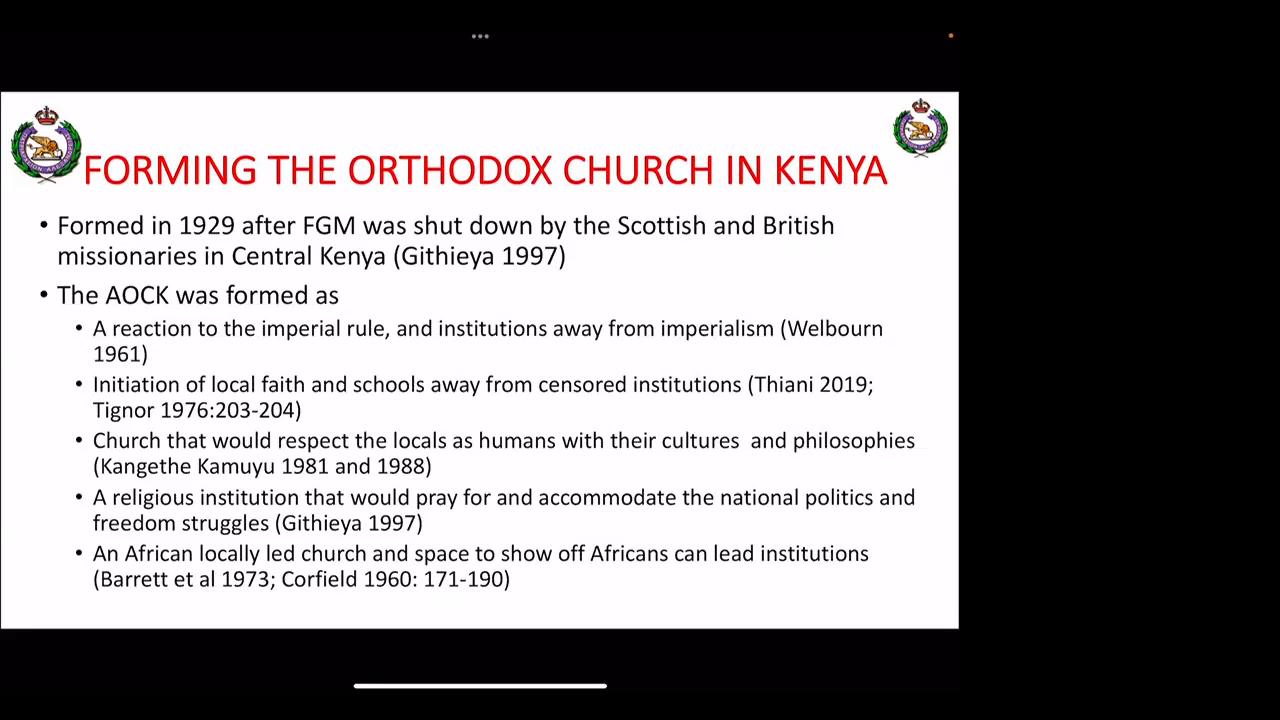 FORMING THE ORTHODOX CHURCH IN KENYA
• Formed in 1929 after FGM was shut down by the Scottish and British
missionaries in Central Kenya (Githieya 1997)
• The AOCK was formed as
• A reaction to the imperial rule, and institutions away from imperialism (Welbourn
1961)
• Initiation of local faith and schools away from censored institutions (Thiani 2019;
Tignor 1976:203-204)
• Church that would respect the locals as humans with their cultures and philosophies
(Kangethe Kamuyu 1981 and 1988)
• A religious institution that would pray for and accommodate the national politics and
freedom struggles (Githieya 1997)
• An African locally led church and space to show off Africans can lead institutions
(Barrett et al 1973; Corfield 1960: 171-190)